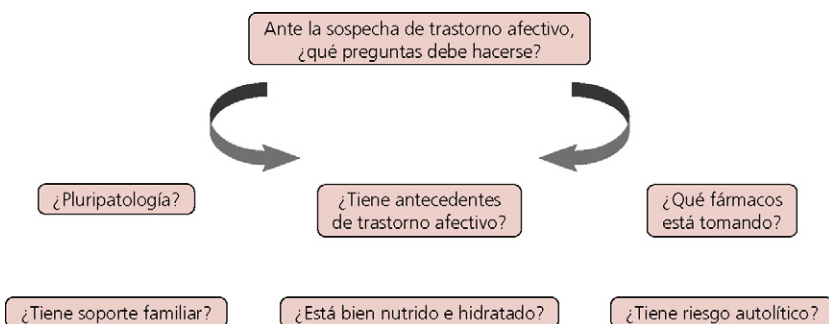 Ante la sospecha de trastorno afectivo,
¿qué preguntas debe hacerse?
¿Pluripatología?
¿Tiene antecedentes
de trastorno afectivo?
¿Qué fármacos
está tomando?
¿Tiene soporte familiar?
¿Está bien nutrido e hidratado?
¿Tiene riesgo autolítico?